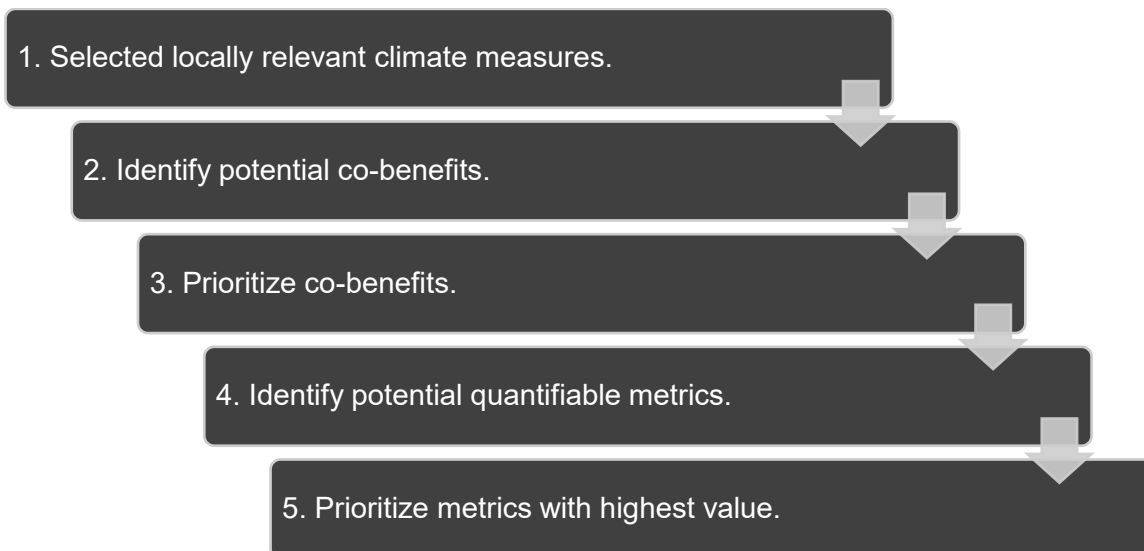 1. Selected locally relevant climate measures.
2. Identify potential co-benefits.
3. Prioritize co-benefits.
4. Identify potential quantifiable metrics.
5. Prioritize metrics with highest value.